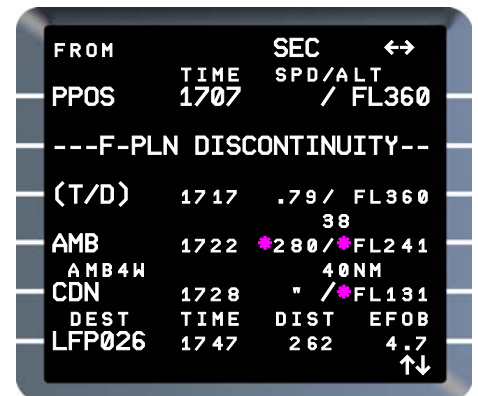 FROM SEC ↔
TIME SPD/ALT
PPOS 1707 / FL360
---F-PLN DISCONTINUITY--
(T/D) 1717 .79/ FL360
38
AMB 1722 *280/*FL241
AMB4W 40NM
CDN 1728 " /*FL131
DEST TIME DIST EFOB
LFP026 1747 262 4.7
↑↓